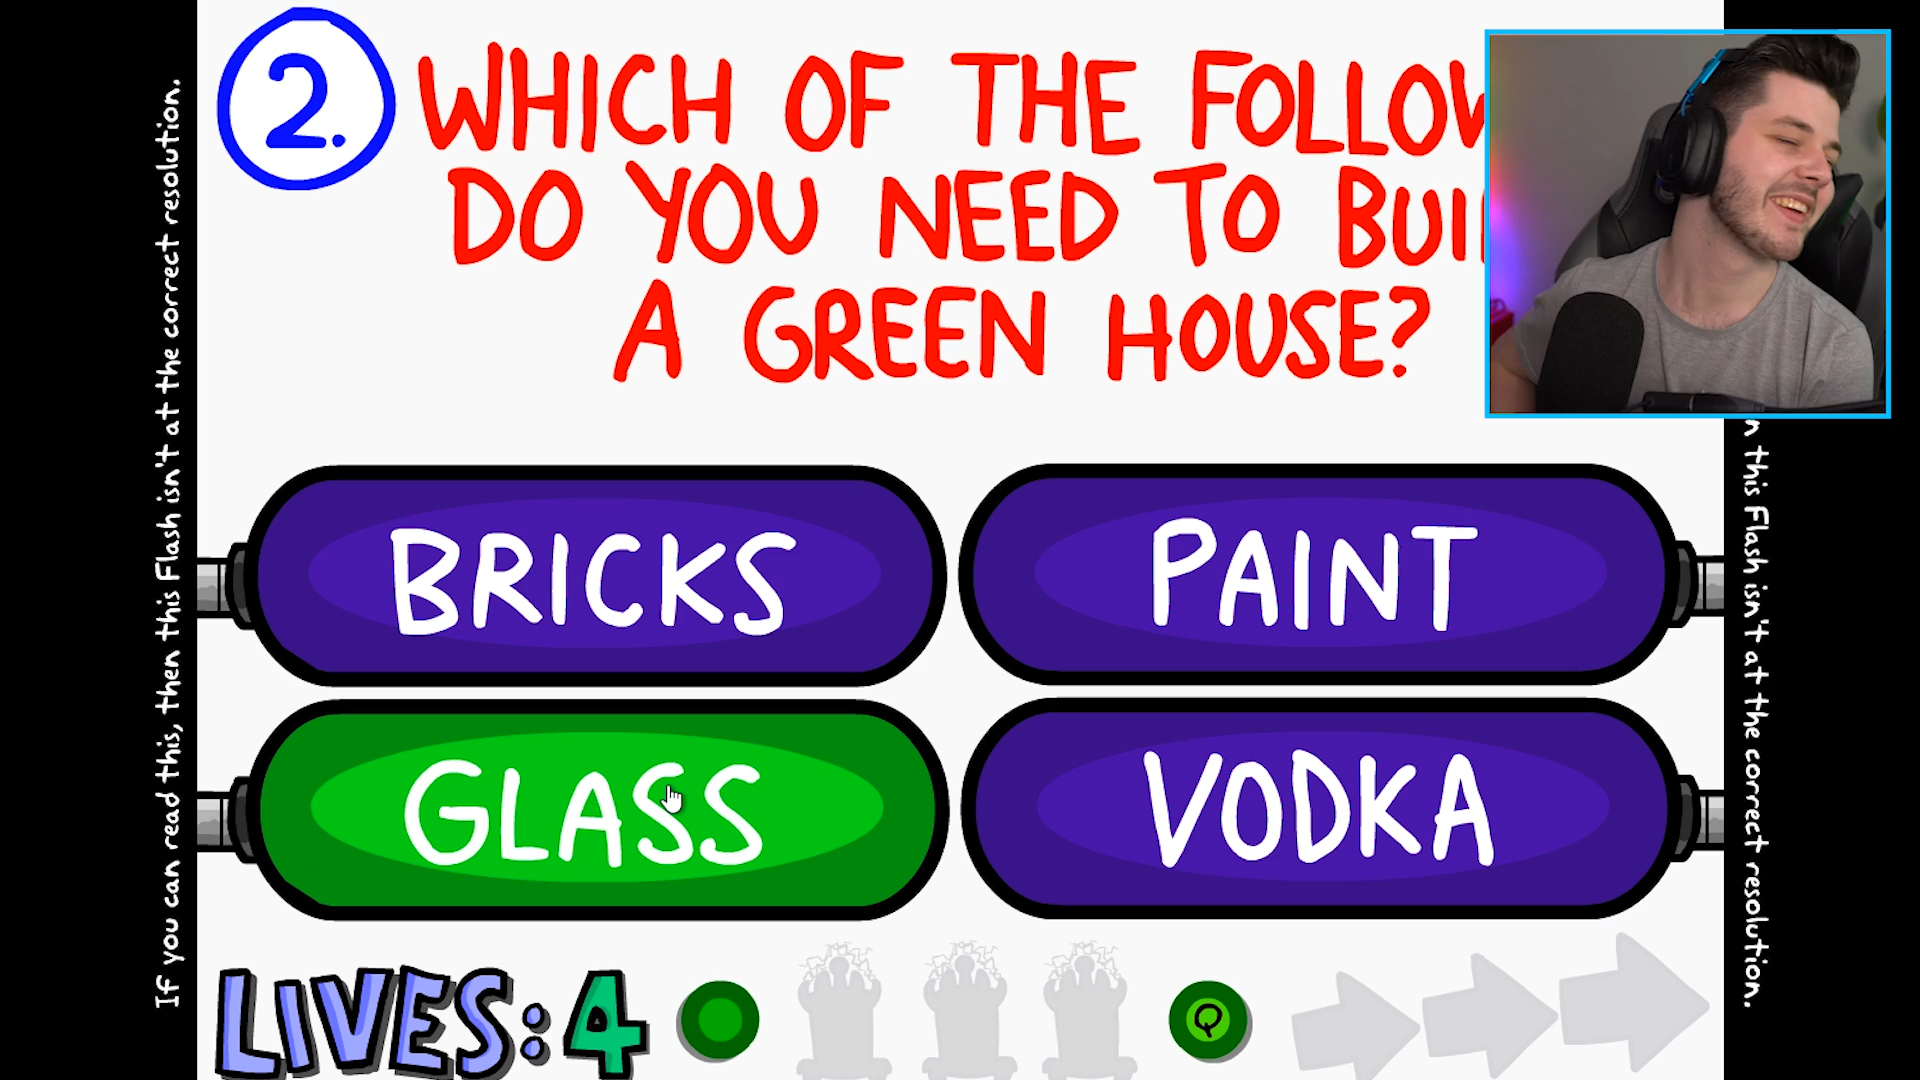 2.
WHICH OF THE FOLLOW
DO YOU NEED TO BUI
A GREEN HOUSE?
BRICKS
PAINT
GLASS
VODKA
LIVES: 4
Q
If you can read this, then this Flash isn't at the correct resolution.
n this Flash isn't at the correct resolution.